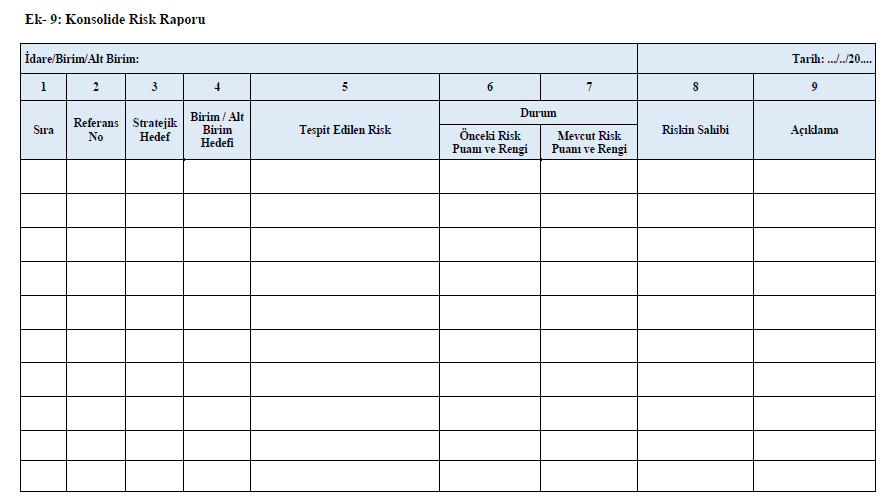 Ek- 9: Konsolide Risk Raporu
İdare/Birim/Alt Birim:
Tarih: .../../20....
1 2 3 4 5 6 7 8 9
Sıra
Referans
No
Stratejik
Hedef
Birim / Alt
Birim
Hedefi
Tespit Edilen Risk
Durum
Önceki Risk
Puanı ve Rengi
Mevcut Risk
Puanı ve Rengi
Riskin Sahibi
Açıklama